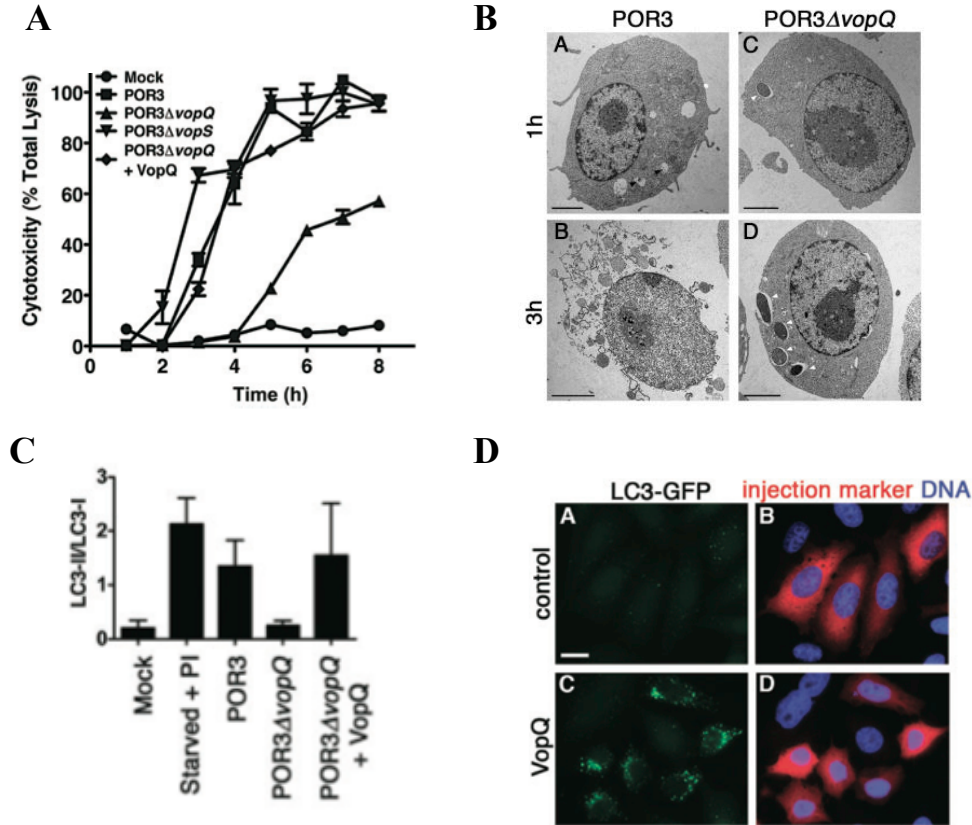 A
Cytotoxicity (% Total Lysis)
100
80
60
40
20
0
Mock
POR3
POR3ΔvopQ
POR3ΔvopS
POR3ΔvopQ
+ VopQ
0 2 4 6 8
Time (h)
B
POR3 POR3ΔvopQ
1h
A C
3h
B D
C
LC3-II/LC3-I
3
2
1
0
Mock
Starved + PI
POR3
POR3ΔvopQ
POR3ΔvopQ
+ VopQ
D
LC3-GFP injection marker DNA
control
A B
VopQ
C D